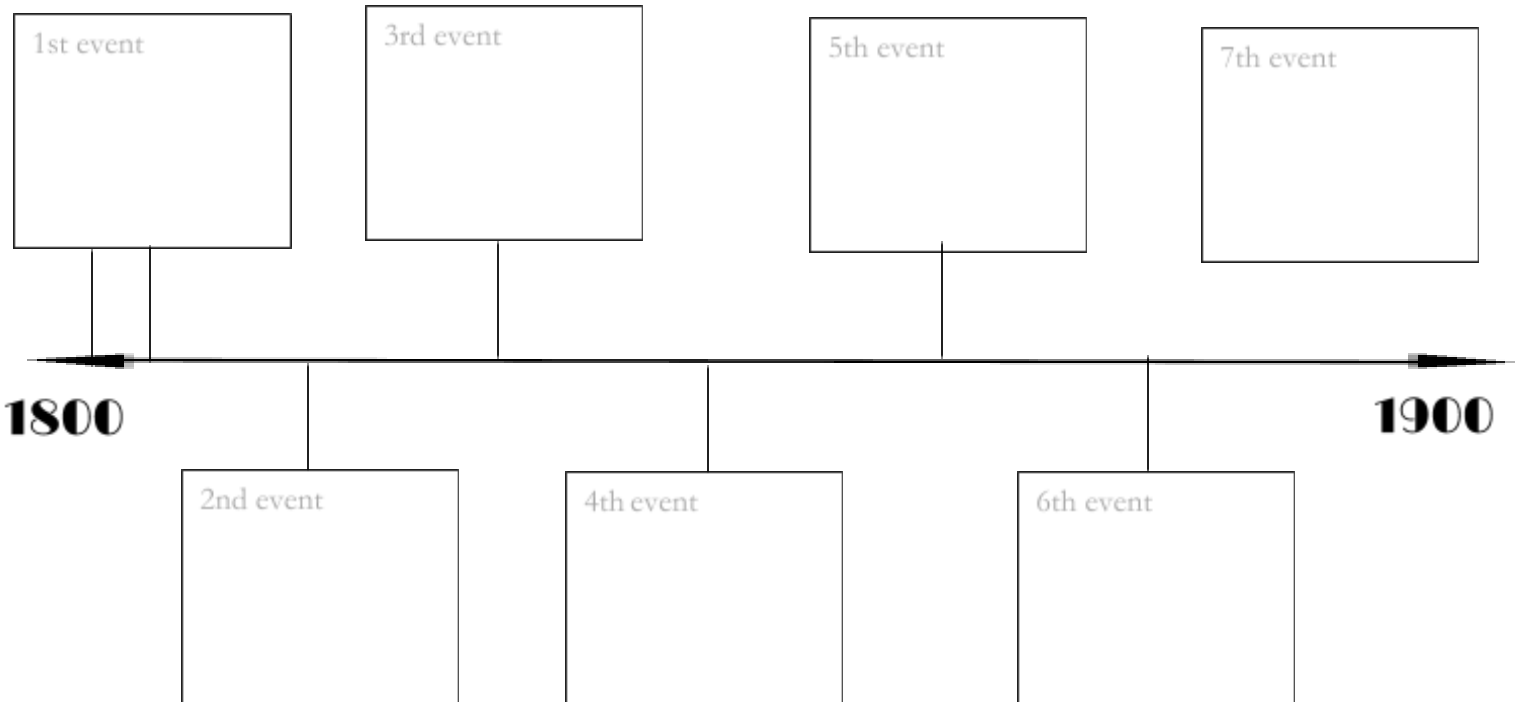 1st event
3rd event
5th event
7th event
1800
1900
2nd event
4th event
6th event